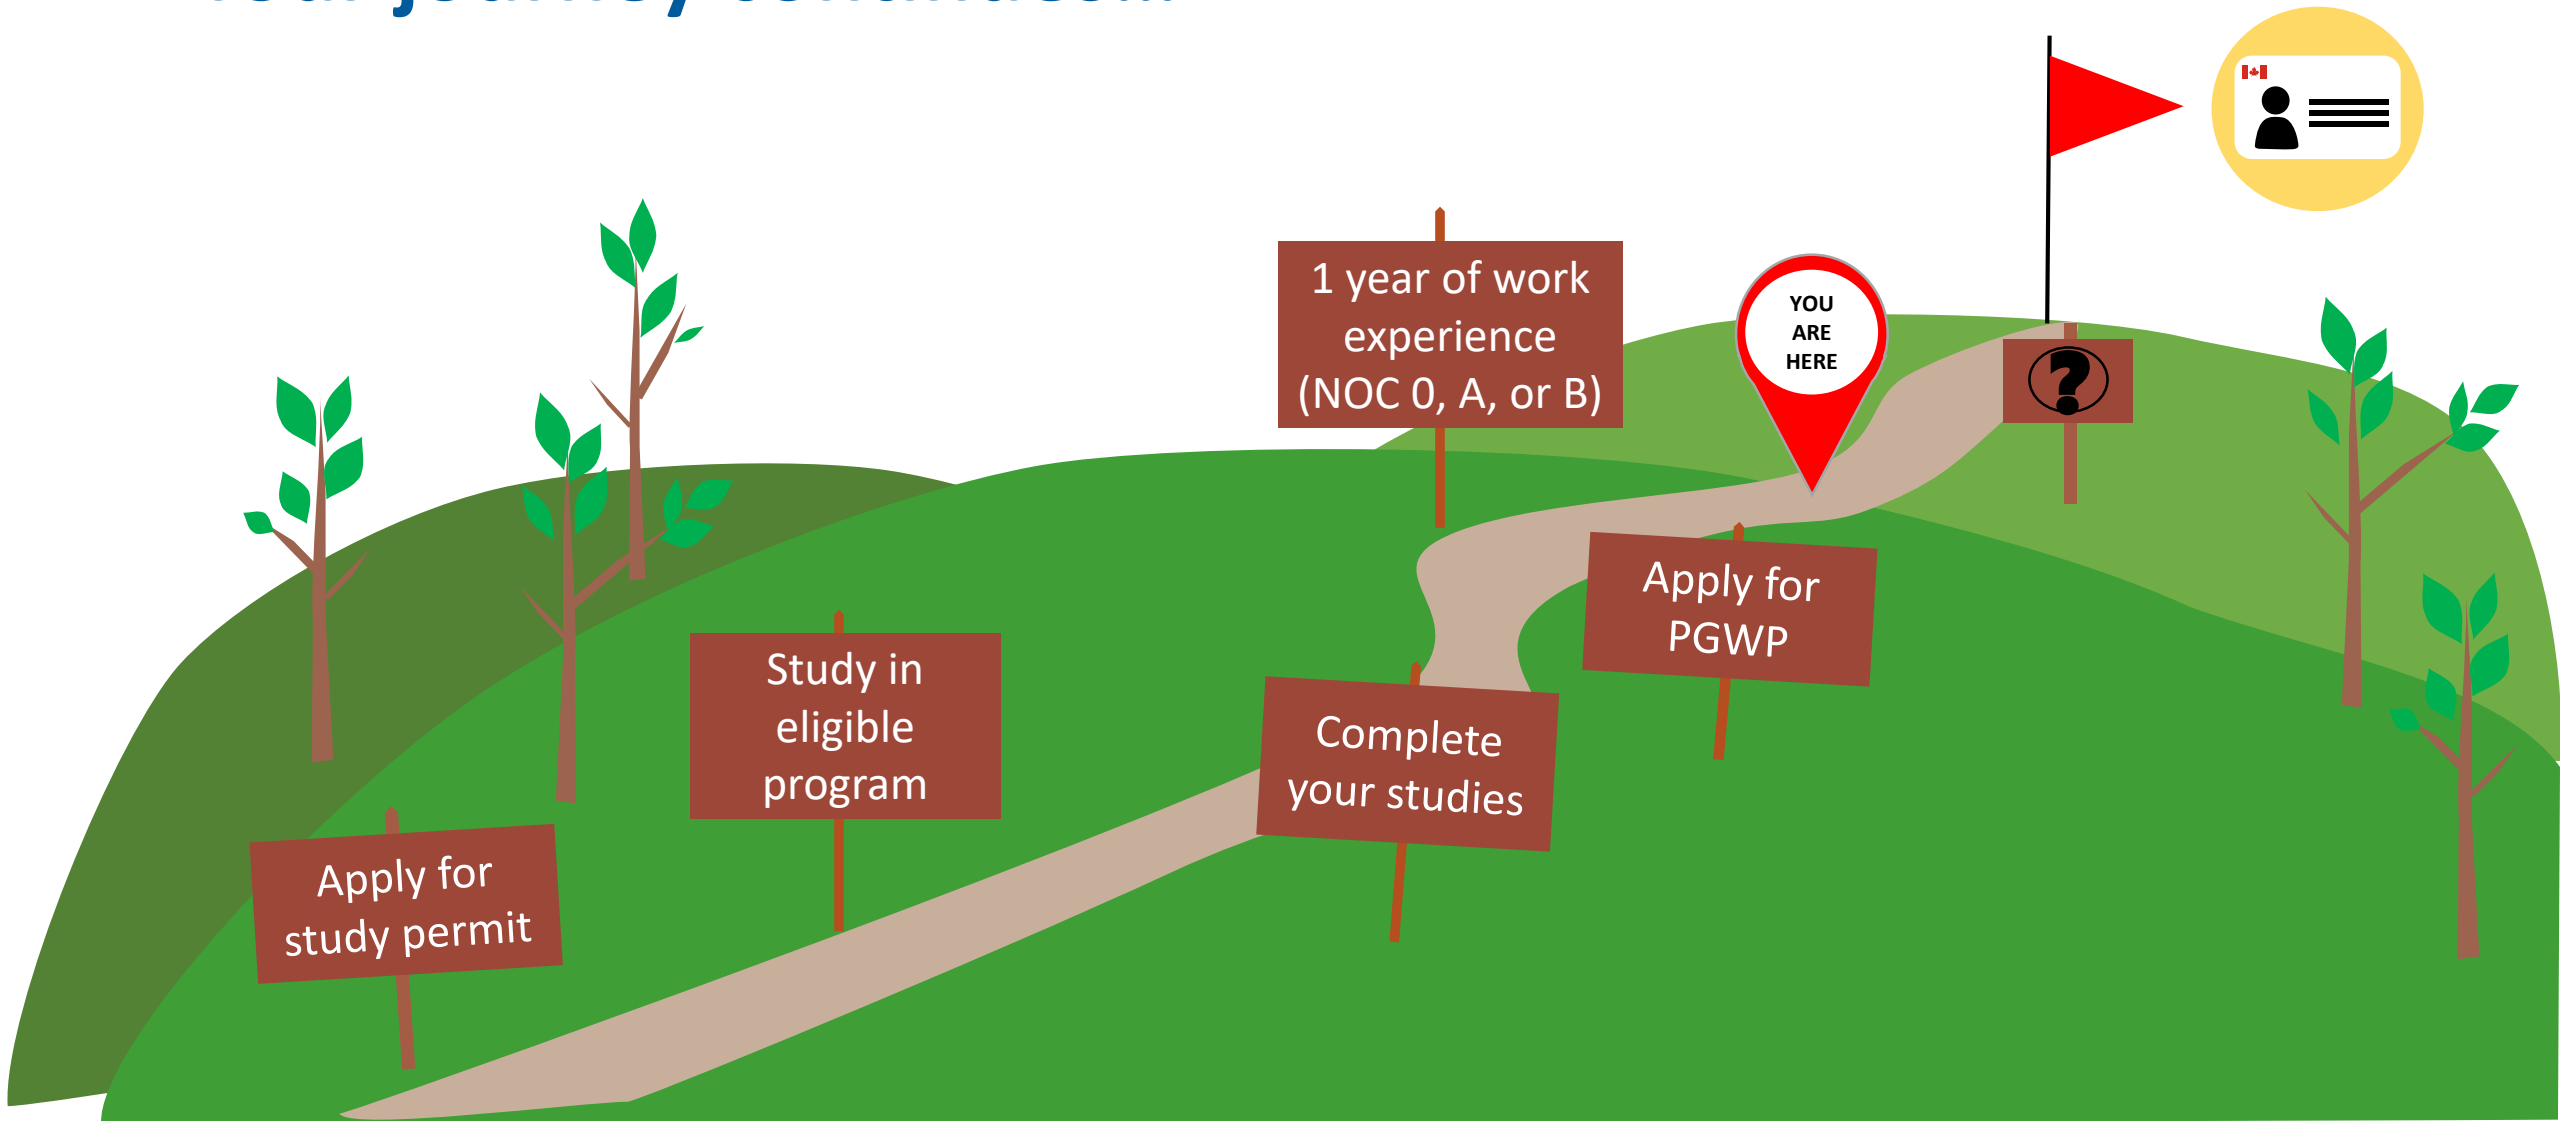 1 year of work
experience
(NOC 0, A, or B)
YOU
ARE
HERE
?
Apply for
PGWP
Study in
eligible
program
Complete
your studies
Apply for
study permit